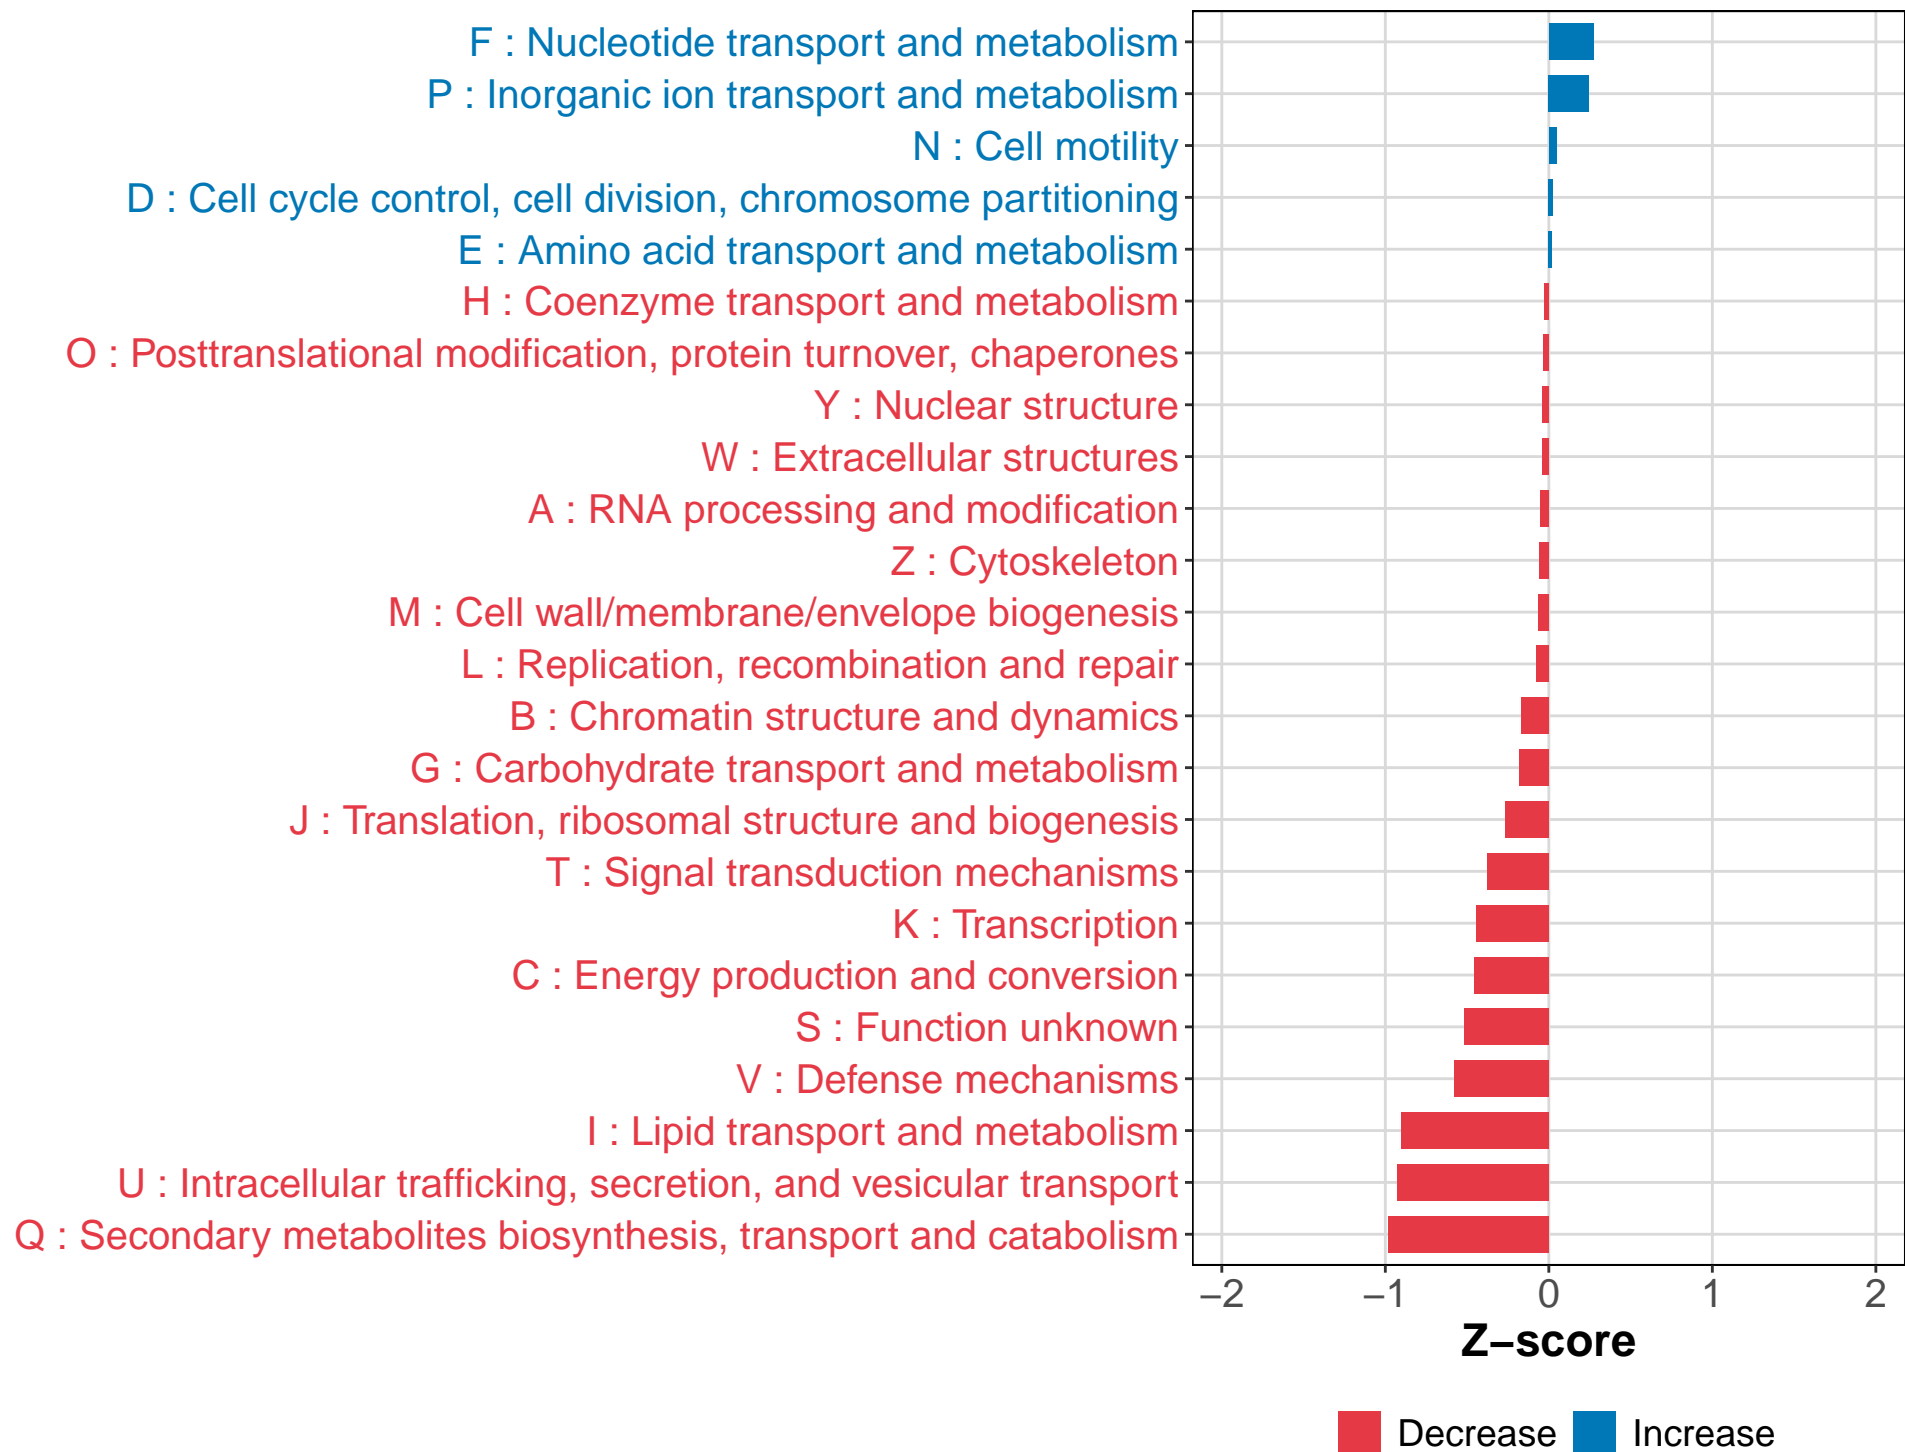 F : Nucleotide transport and metabolism
P : Inorganic ion transport and metabolism
N : Cell motility
D : Cell cycle control, cell division, chromosome partitioning
E : Amino acid transport and metabolism
H : Coenzyme transport and metabolism
O : Posttranslational modification, protein turnover, chaperones
Y : Nuclear structure
W : Extracellular structures
A : RNA processing and modification
Z : Cytoskeleton
M : Cell wall/membrane/envelope biogenesis
L : Replication, recombination and repair
B : Chromatin structure and dynamics
G : Carbohydrate transport and metabolism
J : Translation, ribosomal structure and biogenesis
T : Signal transduction mechanisms
K : Transcription
C : Energy production and conversion
S : Function unknown
V : Defense mechanisms
I : Lipid transport and metabolism
U : Intracellular trafficking, secretion, and vesicular transport
Q : Secondary metabolites biosynthesis, transport and catabolism
−2 −1 0 1 2
Z−score
Decrease Increase